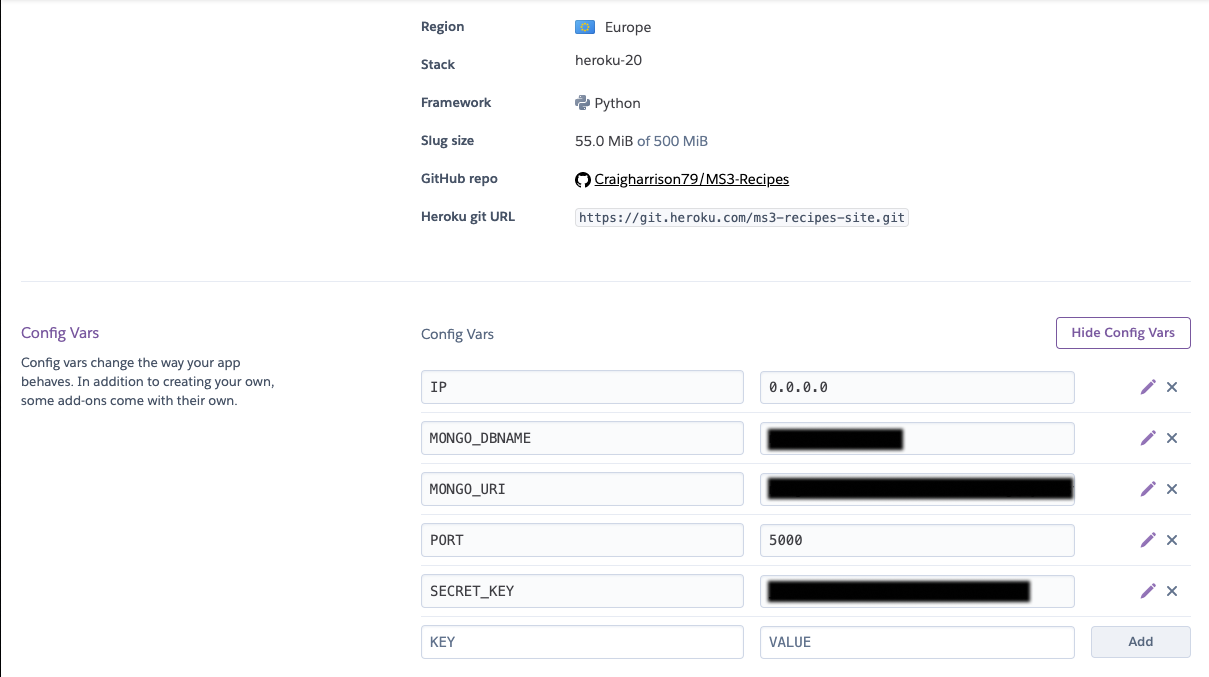 Region Europe
Stack heroku-20
Framework Python
Slug size 55.0 MiB of 500 MiB
GitHub repo Craigharrison79/MS3-Recipes
Heroku git URL https://git.heroku.com/ms3-recipes-site.git
Config Vars
Config vars change the way your app
behaves. In addition to creating your own,
some add-ons come with their own.
Config Vars Hide Config Vars
IP 0.0.0.0
MONGO_DBNAME
MONGO_URI
PORT 5000
SECRET_KEY
KEY VALUE Add